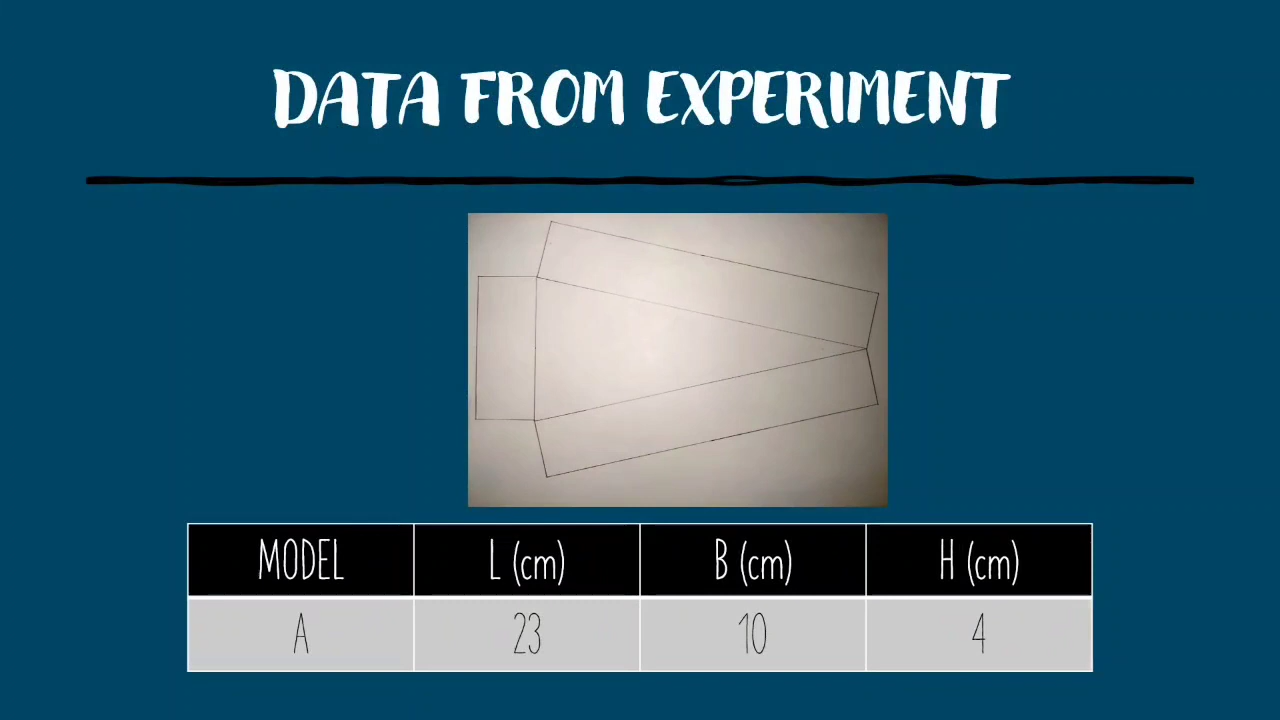 DATA FROM EXPERIMENT
MODEL L (cm) B (cm) H (cm)
A 23 10 4